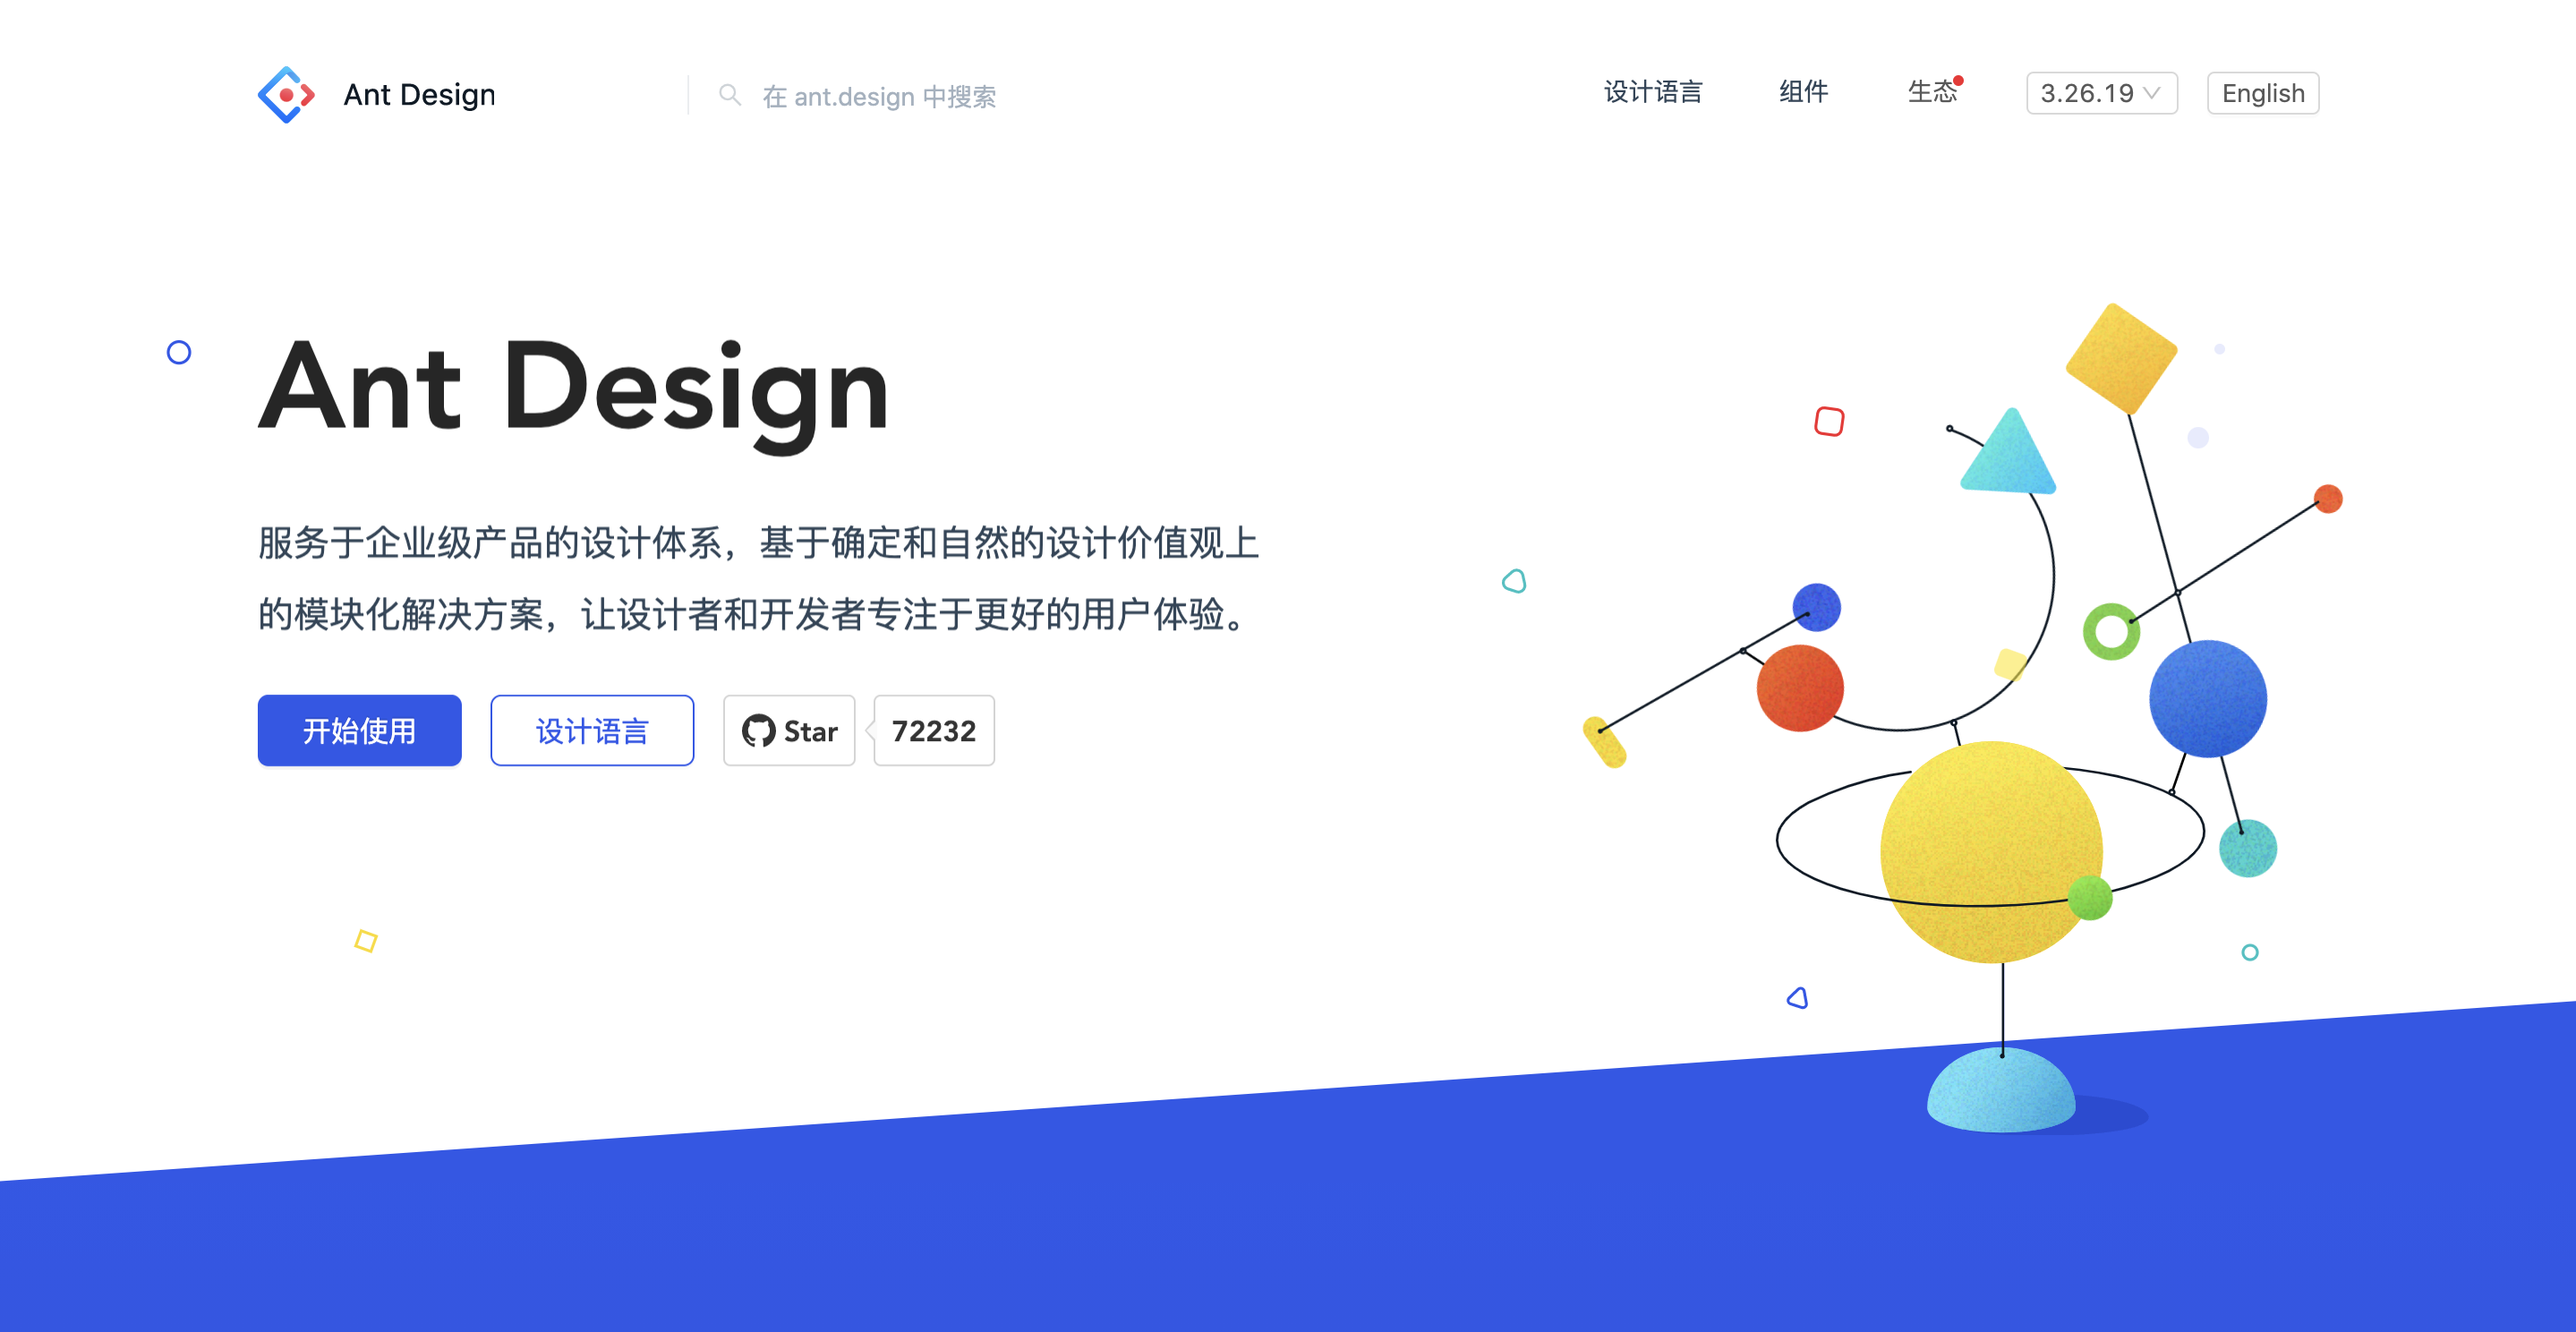 Ant Design
在 ant.design 中搜索
设计语言
组件
生态
3.26.19
English
Ant Design
服务于企业级产品的设计体系，基于确定和自然的设计价值观上
的模块化解决方案，让设计者和开发者专注于更好的用户体验。
开始使用
设计语言
Star
72232